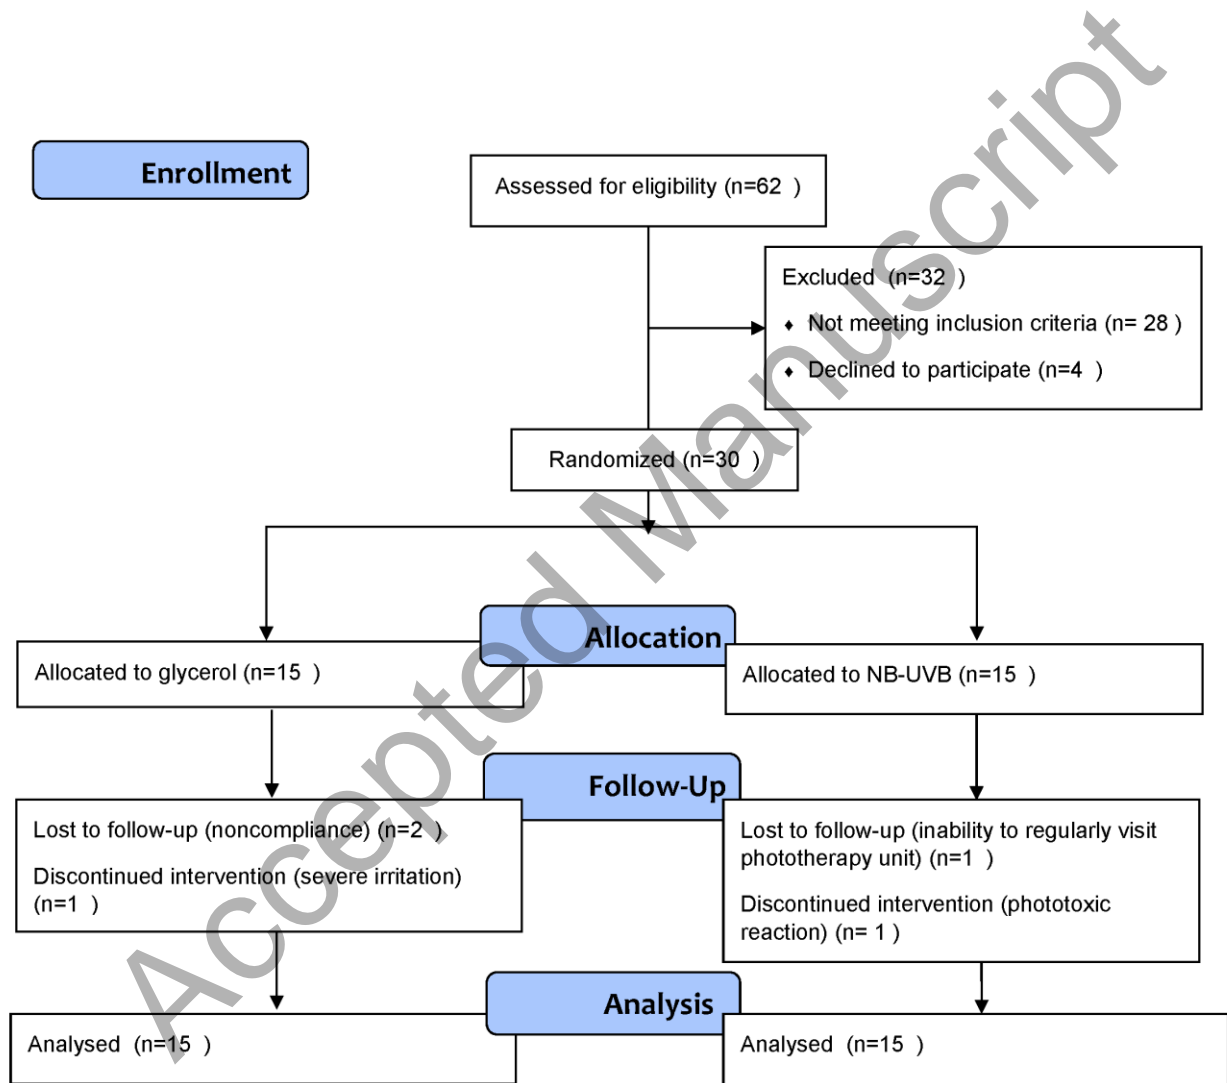 Enrollment
Assessed for eligibility (n=62 )
Excluded (n=32 )
♦ Not meeting inclusion criteria (n= 28 )
♦ Declined to participate (n=4 )
Randomized (n=30 )
Allocation
Allocated to glycerol (n=15 )
Allocated to NB-UVB (n=15 )
Follow-Up
Lost to follow-up (noncompliance) (n=2 )
Discontinued intervention (severe irritation)
(n=1 )
Lost to follow-up (inability to regularly visit
phototherapy unit) (n=1 )
Discontinued intervention (phototoxic
reaction) (n= 1 )
Analysis
Analysed (n=15 )
Analysed (n=15 )
Accepted Manuscript